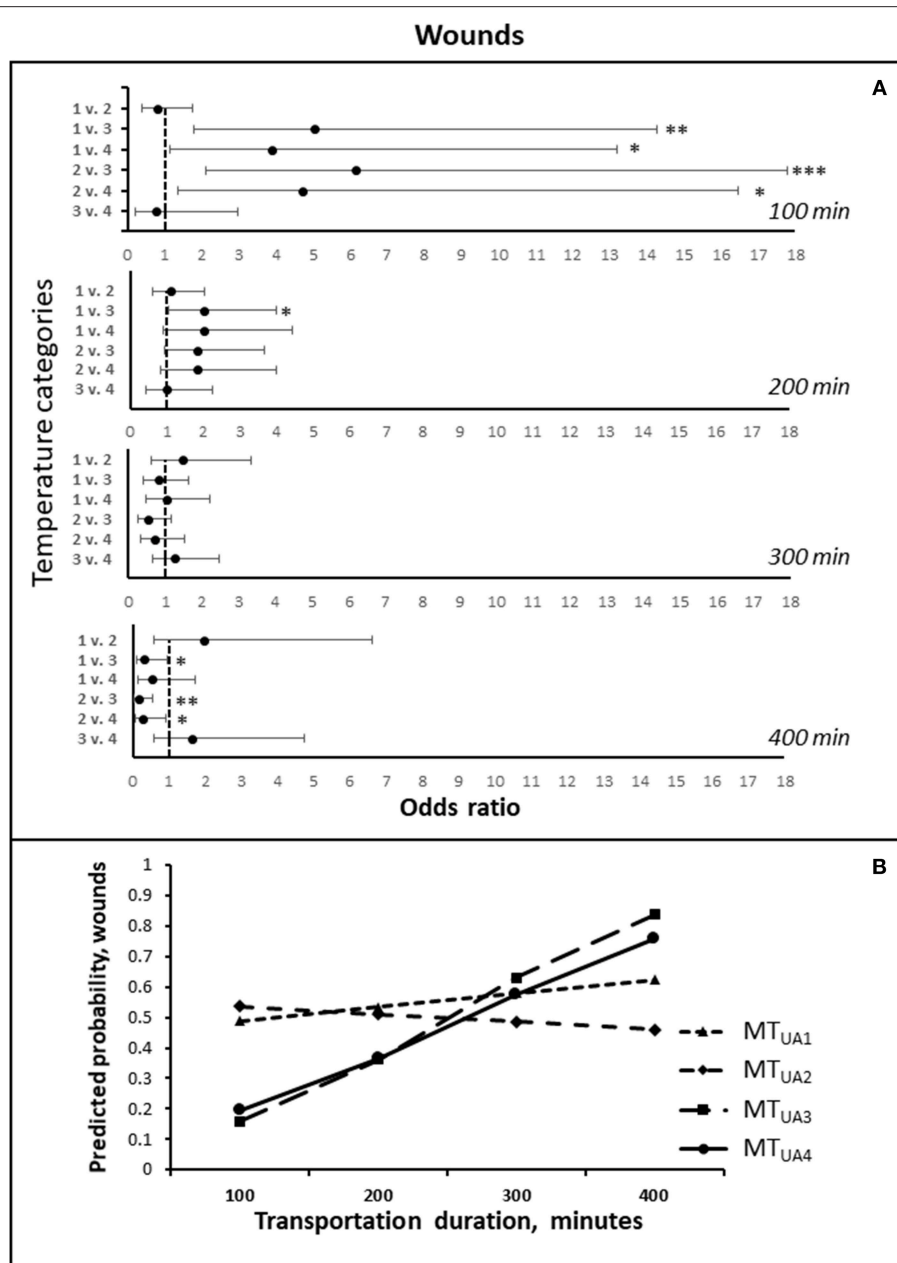 Wounds
A
Temperature categories
1 v. 2
1 v. 3 **
1 v. 4 *
2 v. 3 ***
2 v. 4 *
3 v. 4
100 min
0 1 2 3 4 5 6 7 8 9 10 11 12 13 14 15 16 17 18
1 v. 2
1 v. 3 *
1 v. 4
2 v. 3
2 v. 4
3 v. 4
200 min
0 1 2 3 4 5 6 7 8 9 10 11 12 13 14 15 16 17 18
1 v. 2
1 v. 3
1 v. 4
2 v. 3
2 v. 4
3 v. 4
300 min
0 1 2 3 4 5 6 7 8 9 10 11 12 13 14 15 16 17 18
1 v. 2
1 v. 3 *
1 v. 4
2 v. 3 **
2 v. 4 *
3 v. 4
400 min
0 1 2 3 4 5 6 7 8 9 10 11 12 13 14 15 16 17 18
Odds ratio
B
Predicted probability, wounds
1
0.9
0.8
0.7
0.6
0.5
0.4
0.3
0.2
0.1
0
100 200 300 400
Transportation duration, minutes
MTUA1
MTUA2
MTUA3
MTUA4